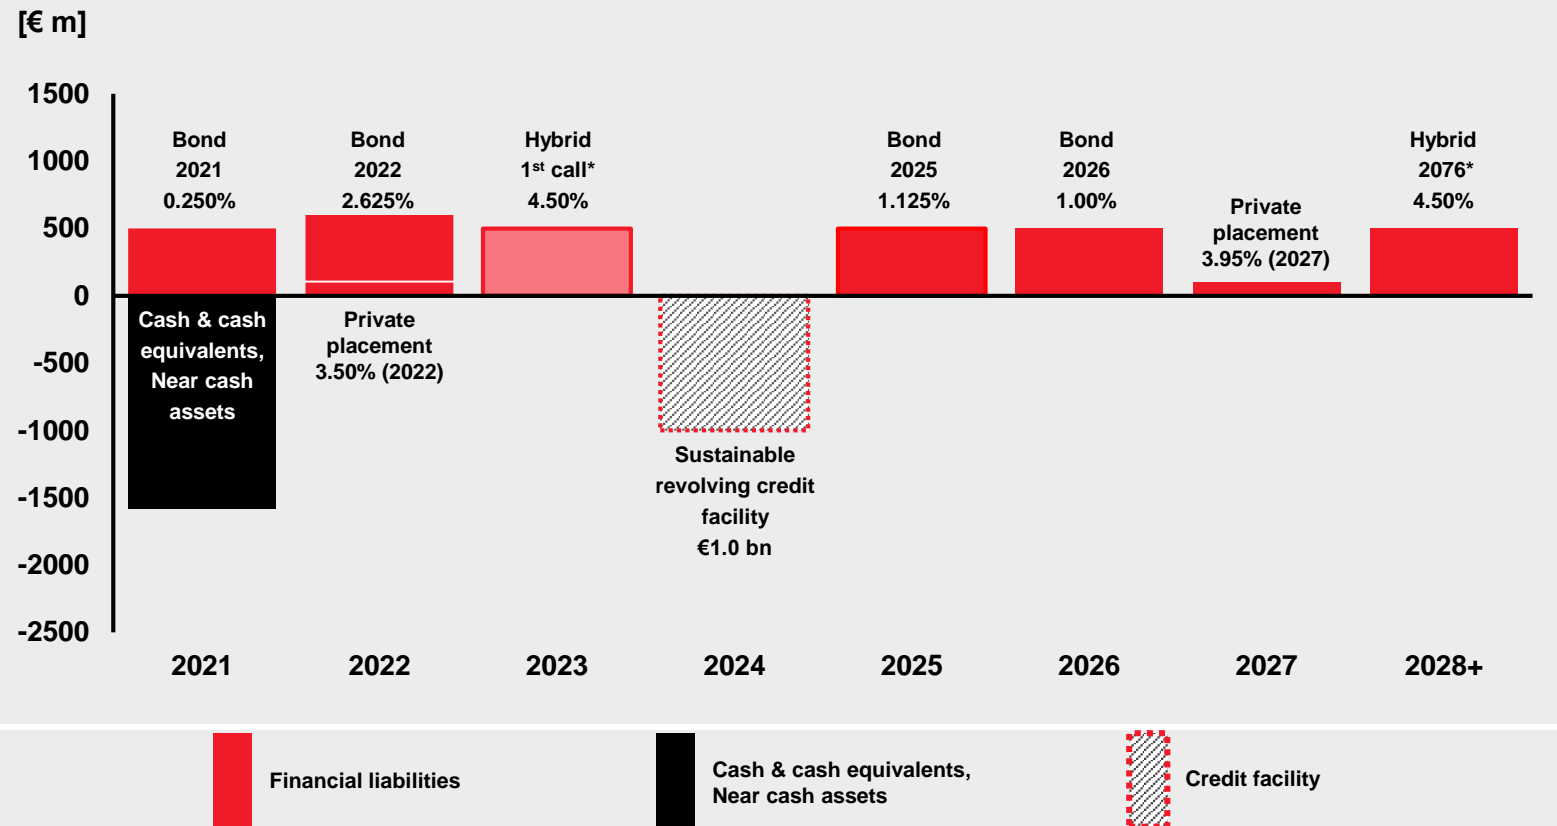 [€ m]
1500
1000
500
0
-500
-1000
-1500
-2000
-2500
Bond
2021
0.250%
Bond
2022
2.625%
Hybrid
1st call*
4.50%
Bond
2025
1.125%
Bond
2026
1.00%
Private
placement
3.95% (2027)
Hybrid
2076*
4.50%
Cash & cash
equivalents,
Near cash
assets
Private
placement
3.50% (2022)
Sustainable
revolving credit
facility
€1.0 bn
2021
2022
2023
2024
2025
2026
2027
2028+
Financial liabilities
Cash & cash equivalents,
Near cash assets
Credit facility